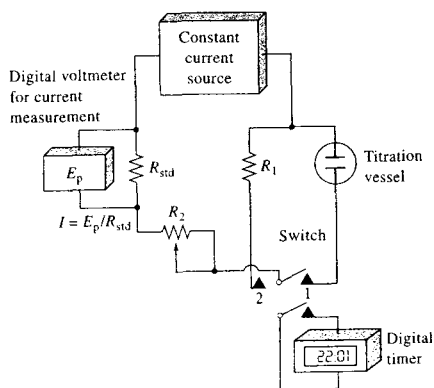 Constant
current
source
Digital voltmeter
for current
measurement
Ep
Rstd
I = Ep/Rstd
R2
R1
Titration
vessel
Switch
2
1
22:01
Digital
timer